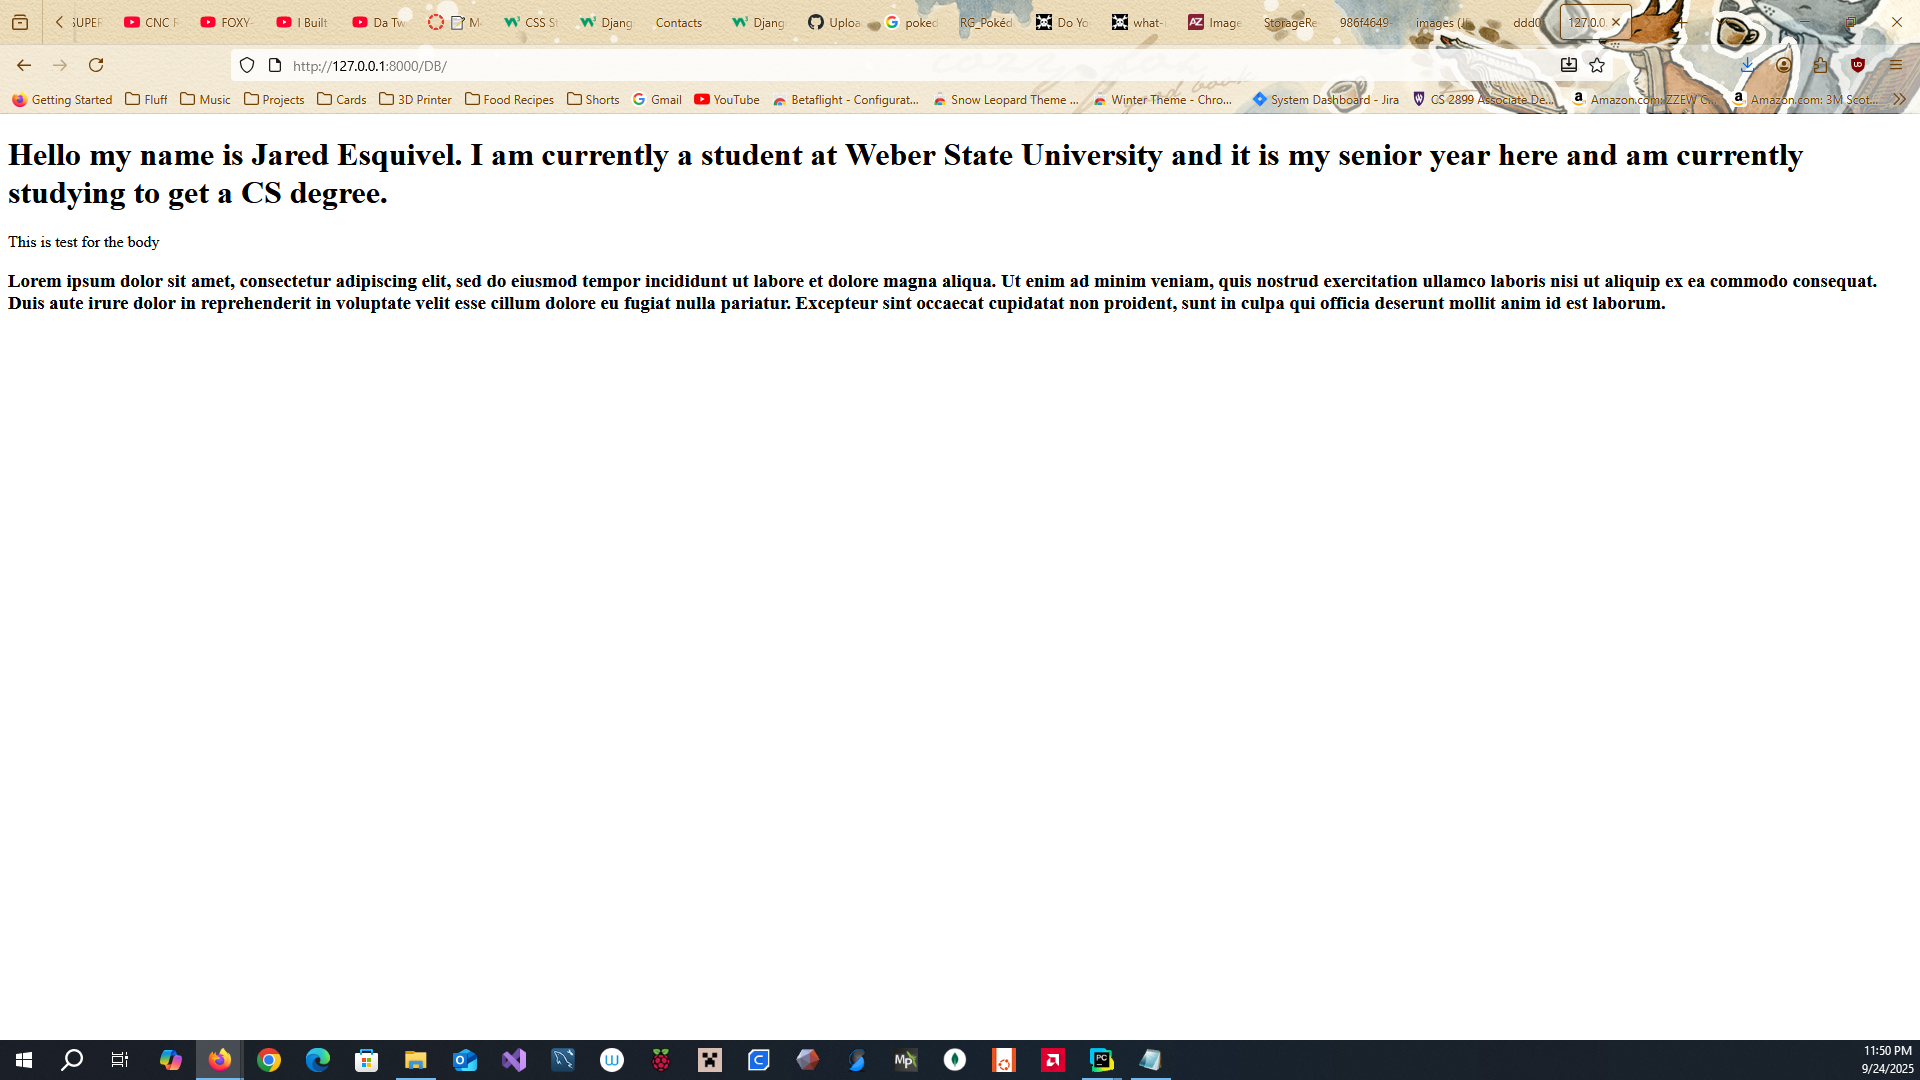 SUPER CNC F FOXY- I Built Da Tw M- CSS St Djang Contacts Djang Uploa poked RG_Pokéd Do Yo what- Image StorageRe 986f4649- images (JF ddd0 127.0.0.
http://127.0.0.1:8000/DB/
Getting Started Fluff Music Projects Cards 3D Printer Food Recipes Shorts Gmail YouTube Betaflight - Configurat... Snow Leopard Theme ... Winter Theme - Chro... System Dashboard - Jira CS 2899 Associate De... Amazon.com: ZZEW C... Amazon.com: 3M Scot...
Hello my name is Jared Esquivel. I am currently a student at Weber State University and it is my senior year here and am currently
studying to get a CS degree.
This is test for the body
Lorem ipsum dolor sit amet, consectetur adipiscing elit, sed do eiusmod tempor incididunt ut labore et dolore magna aliqua. Ut enim ad minim veniam, quis nostrud exercitation ullamco laboris nisi ut aliquip ex ea commodo consequat.
Duis aute irure dolor in reprehenderit in voluptate velit esse cillum dolore eu fugiat nulla pariatur. Excepteur sint occaecat cupidatat non proident, sunt in culpa qui officia deserunt mollit anim id est laborum.
11:50 PM
9/24/2025